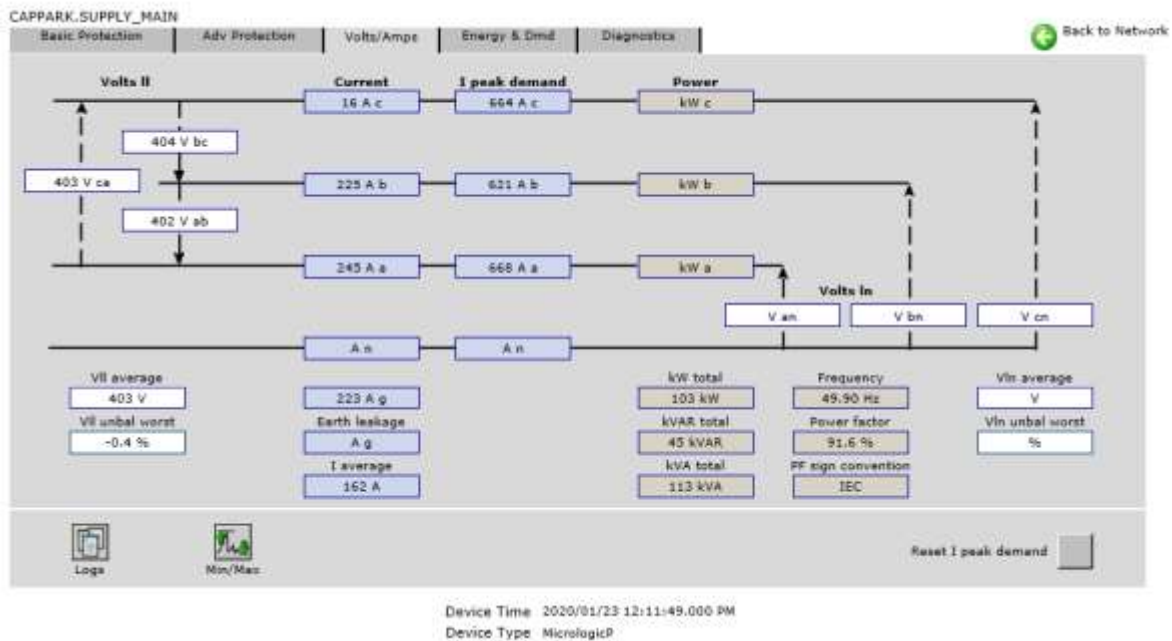 CAPPARK.SUPPLY_MAIN
Basic Protection Adv Protection Volts/Amps Energy & Dmd Diagnostics Back to Network
Volts ll Current I peak demand Power
16 A c 664 A c kW c
404 V bc
403 V ca 225 A b 621 A b kW b
402 V ab
245 A a 668 A a kW a
Volts ln
V an V bn V cn
A n A n
Vll average kW total Frequency Vln average
403 V 223 A g 103 kW 49.90 Hz V
Vll unbal worst Earth leakage kVAR total Power factor Vln unbal worst
-0.4 % A g 45 kVAR 91.6 % %
I average kVA total PF sign convention
162 A 113 kVA IEC
Logs Min/Max Reset I peak demand
Device Time 2020/01/23 12:11:49.000 PM
Device Type MicrologicP